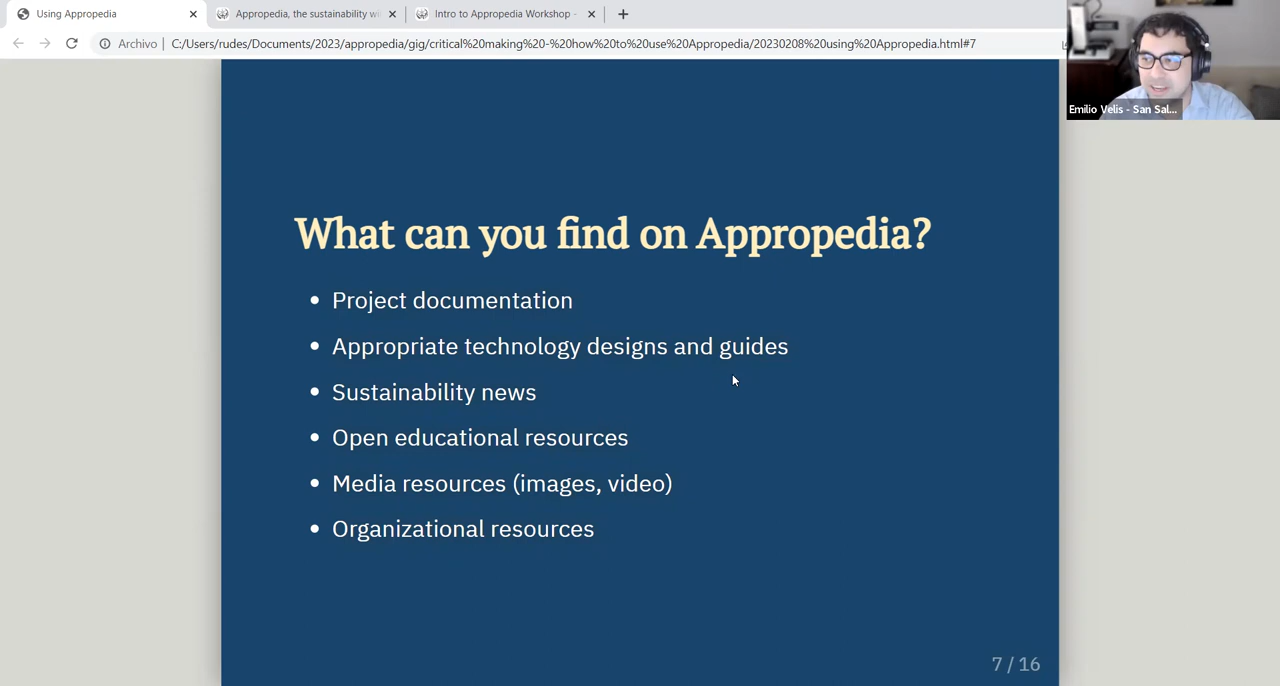 Using Appropedia
Appropedia, the sustainability wi
Intro to Appropedia Workshop -
Archivo
C:/Users/rudes/Documents/2023/appropedia/gig/critical%20making%20-%20how%20to%20use%20Appropedia/20230208%20using%20Appropedia.html#7
Emilio Velis - San Sal...
What can you find on Appropedia?
Project documentation
Appropriate technology designs and guides
Sustainability news
Open educational resources
Media resources (images, video)
Organizational resources
7 / 16